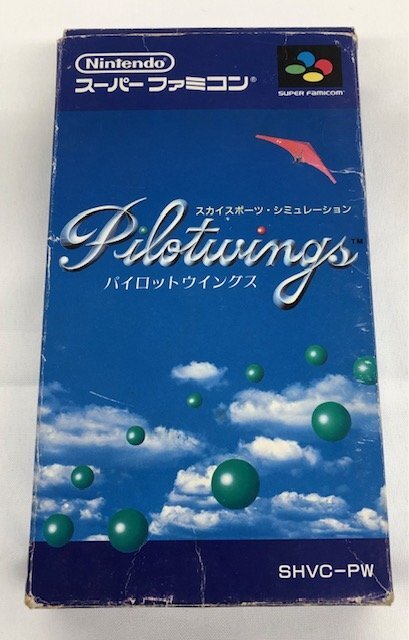 Nintendo
スーパーファミコン®
SUPER FAMICOM™
スカイスポーツ・シミュレーション
Pilotwings™
パイロットウイングス
SHVC-PW